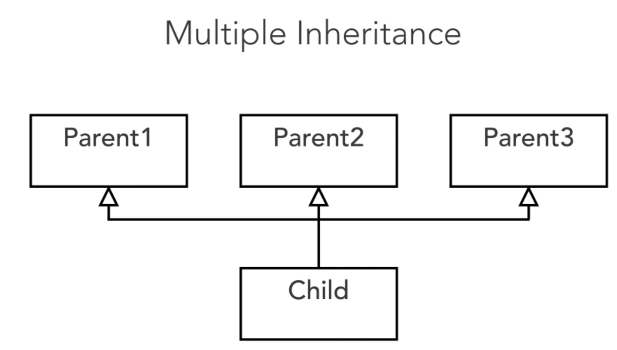 Multiple Inheritance
Parent1
Parent2
Parent3
Child